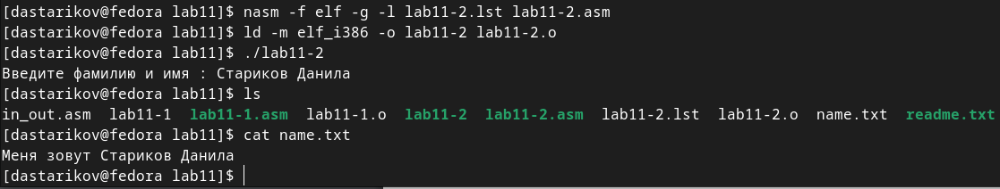 [dastarikov@fedora lab11]$ nasm -f elf -g -l lab11-2.lst lab11-2.asm
[dastarikov@fedora lab11]$ ld -m elf_i386 -o lab11-2 lab11-2.o
[dastarikov@fedora lab11]$ ./lab11-2
Введите фамилию и имя : Стариков Данила
[dastarikov@fedora lab11]$ ls
in_out.asm  lab11-1  lab11-1.asm  lab11-1.o  lab11-2  lab11-2.asm  lab11-2.lst  lab11-2.o  name.txt  readme.txt
[dastarikov@fedora lab11]$ cat name.txt
Меня зовут Стариков Данила
[dastarikov@fedora lab11]$